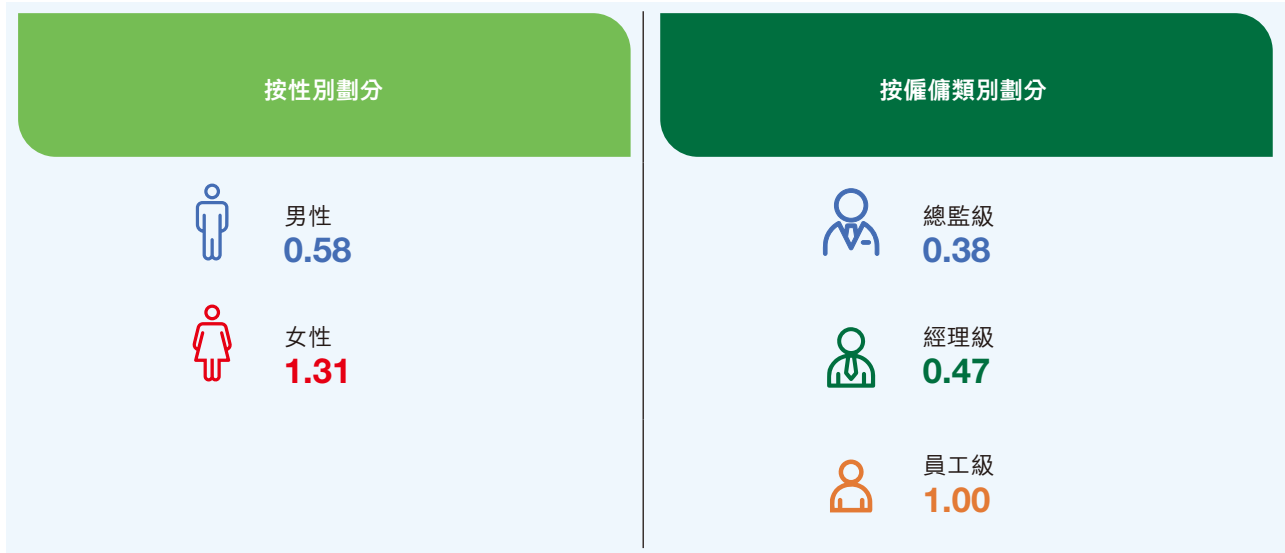 按性別劃分
男性
0.58
女性
1.31
按僱傭類別劃分
總監級
0.38
經理級
0.47
員工級
1.00